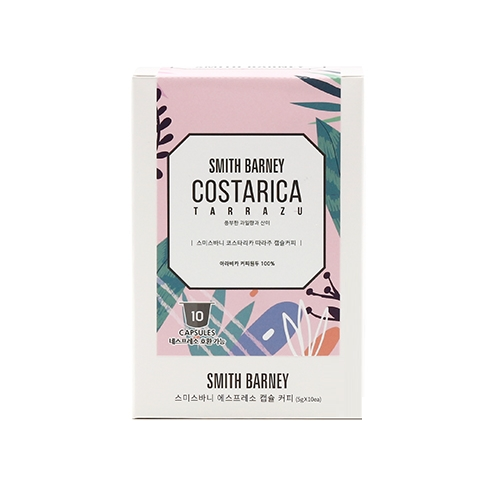 SMITH BARNEY
COSTARICA
TARRAZU
풍부한 과일향과 산미
| 스미스바니 코스타리카 따라주 캡슐커피 |
아라비카 커피원두 100%
10
CAPSULES
네스프레소 호환 가능
SMITH BARNEY
스미스바니 에스프레소 캡슐 커피 (5gX10ea)